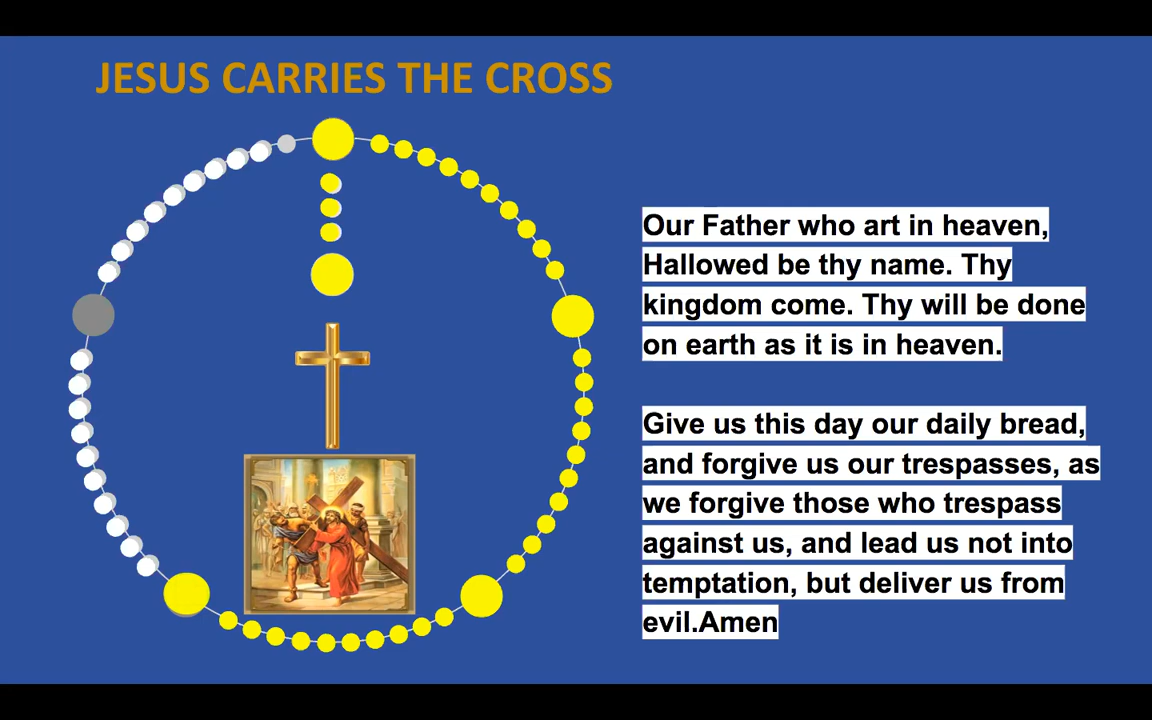 JESUS CARRIES THE CROSS
Our Father who art in heaven,
Hallowed be thy name. Thy
kingdom come. Thy will be done
on earth as it is in heaven.
Give us this day our daily bread,
and forgive us our trespasses, as
we forgive those who trespass
against us, and lead us not into
temptation, but deliver us from
evil.Amen